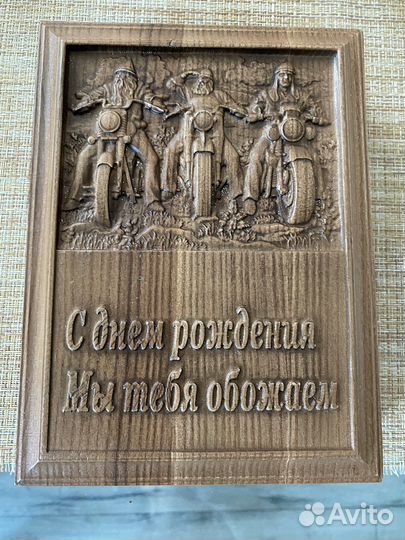 С днем рождения
Мы тебя обожаем
Avito